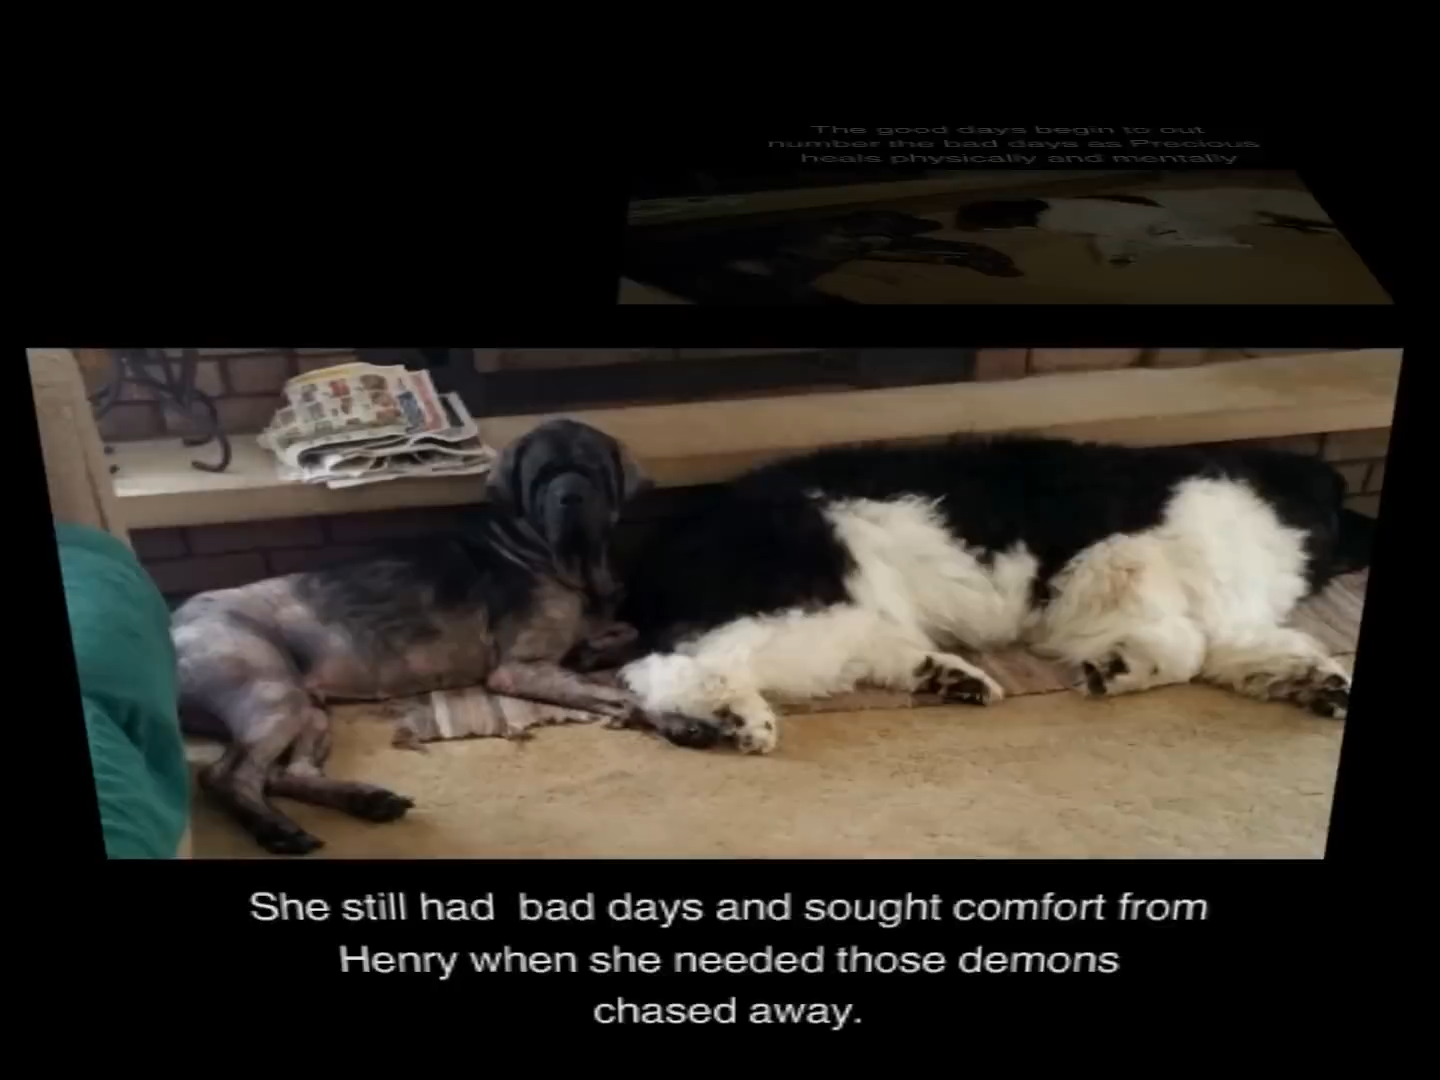 The good days begin to out
number the bad days as Precious
heals physically and mentally
She still had  bad days and sought comfort from
Henry when she needed those demons
chased away.